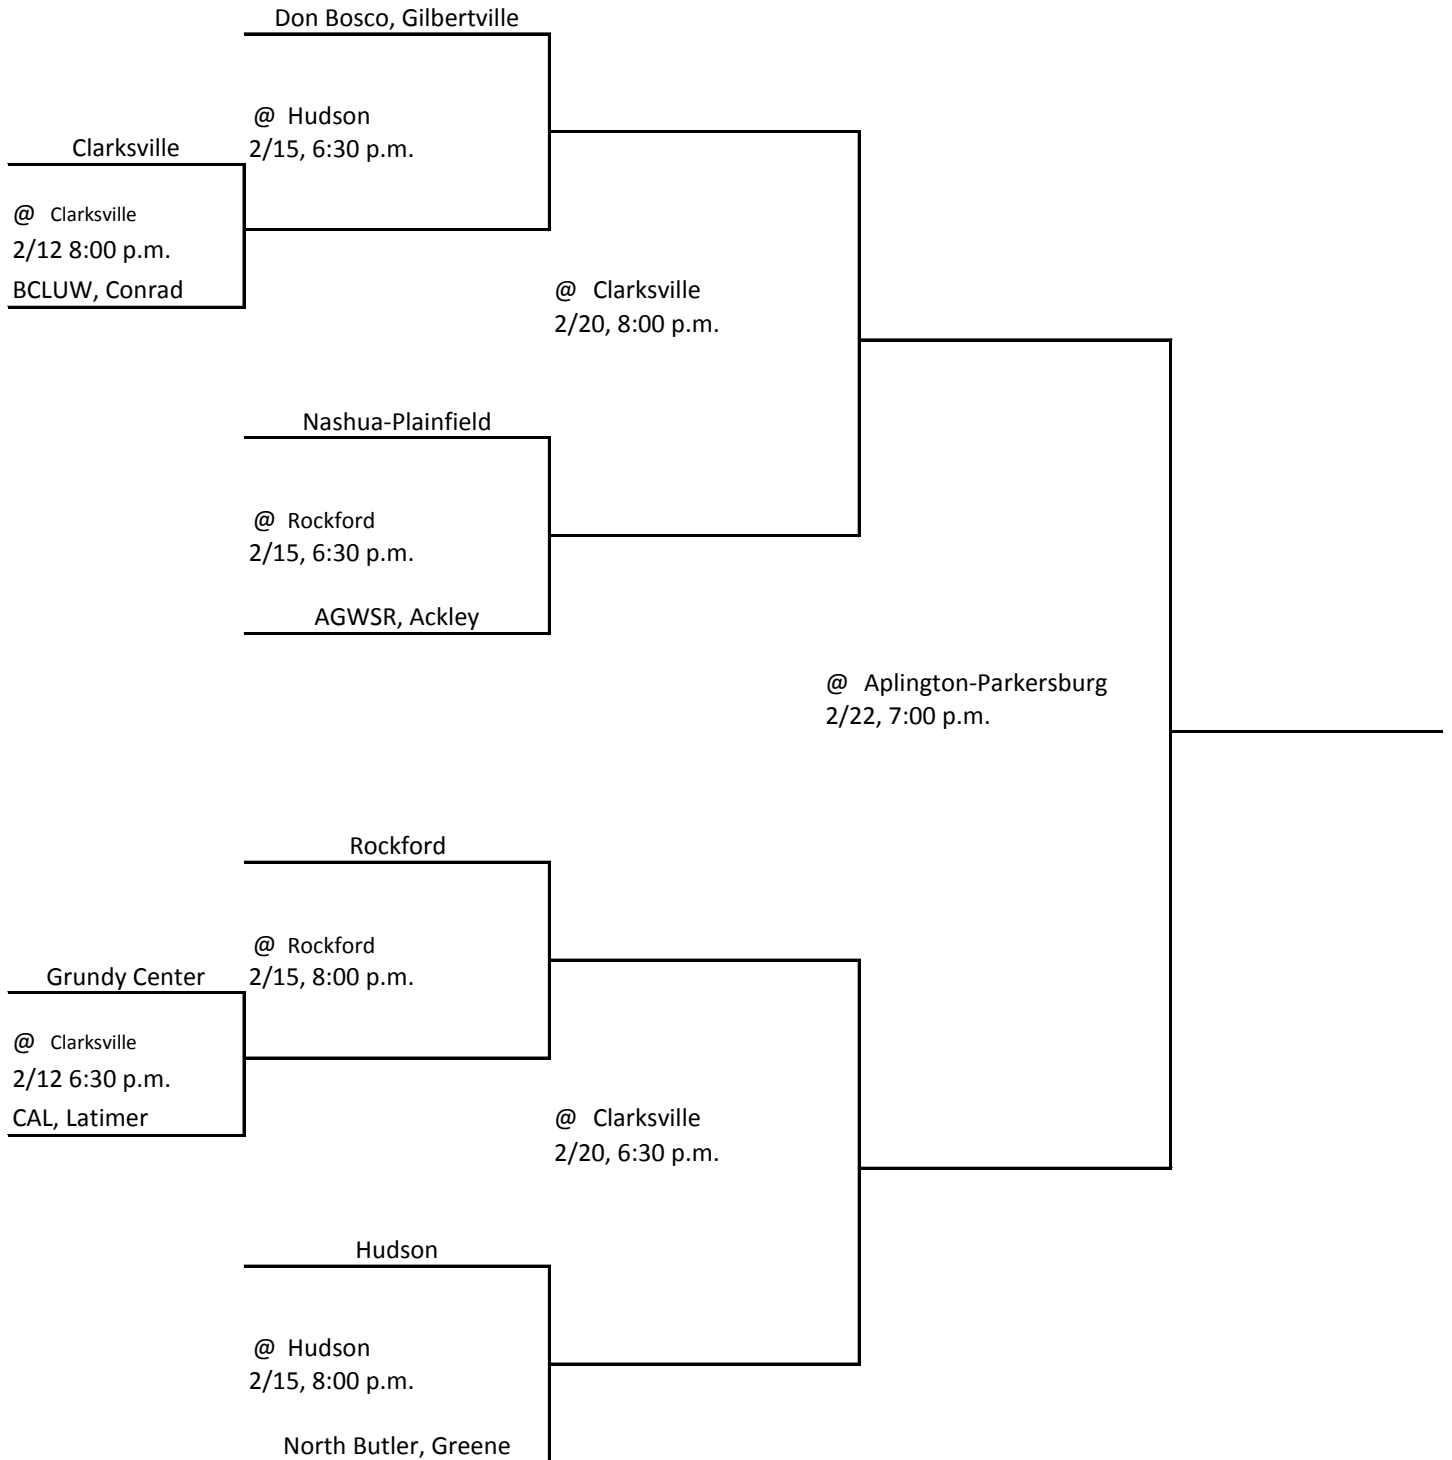 Don Bosco, Gilbertville
@ Hudson
2/15, 6:30 p.m.
Clarksville
@ Clarksville
2/12 8:00 p.m.
BCLUW, Conrad
@ Clarksville
2/20, 8:00 p.m.
Nashua-Plainfield
@ Rockford
2/15, 6:30 p.m.
AGWSR, Ackley
@ Aplington-Parkersburg
2/22, 7:00 p.m.
Rockford
@ Rockford
2/15, 8:00 p.m.
Grundy Center
@ Clarksville
2/12 6:30 p.m.
CAL, Latimer
@ Clarksville
2/20, 6:30 p.m.
Hudson
@ Hudson
2/15, 8:00 p.m.
North Butler, Greene